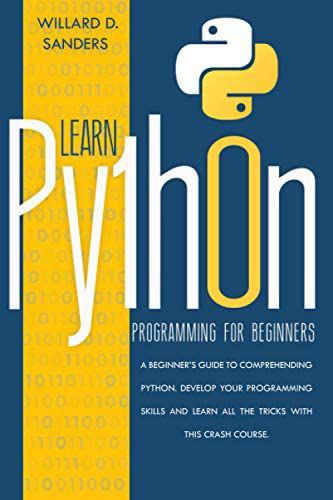 WILLARD D.
SANDERS
LEARN
Py1hOn
PROGRAMMING FOR BEGINNERS
A BEGINNER'S GUIDE TO COMPREHENDING
PYTHON. DEVELOP YOUR PROGRAMMING
SKILLS AND LEARN ALL THE TRICKS WITH
THIS CRASH COURSE.